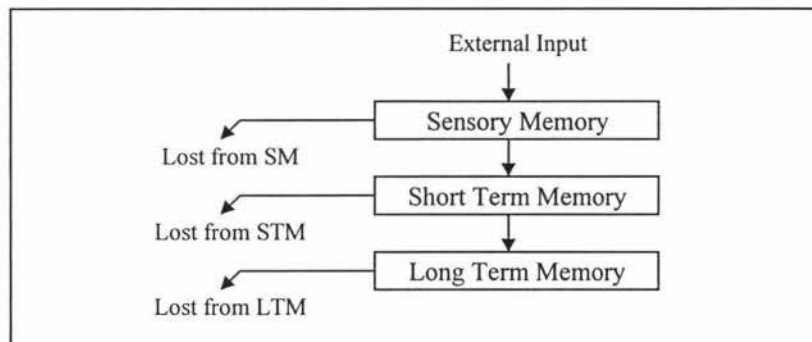 External Input
Sensory Memory
Lost from SM
Short Term Memory
Lost from STM
Long Term Memory
Lost from LTM